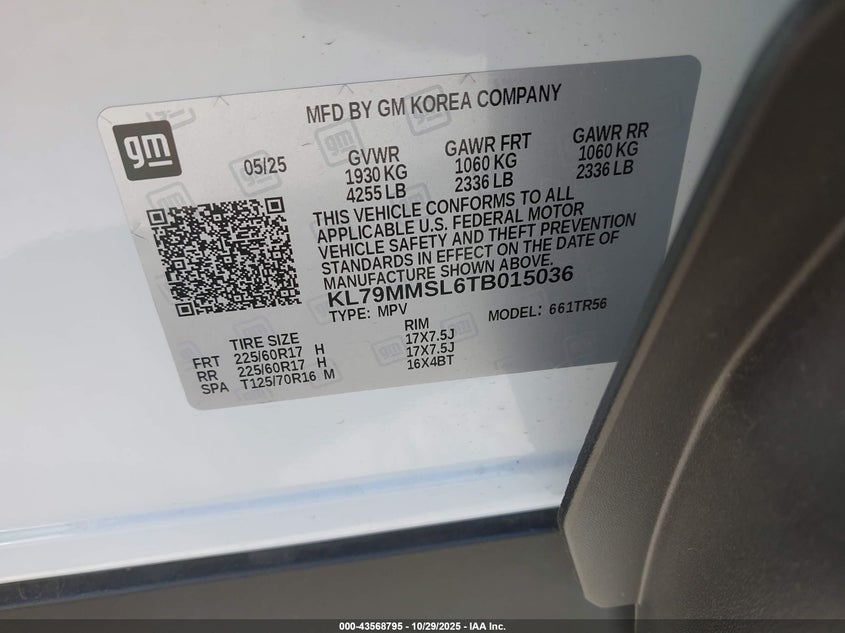 MFD BY GM KOREA COMPANY
gm
05/25
GVWR
1930 KG
4255 LB
GAWR FRT
1060 KG
2336 LB
GAWR RR
1060 KG
2336 LB
THIS VEHICLE CONFORMS TO ALL
APPLICABLE U.S. FEDERAL MOTOR
VEHICLE SAFETY AND THEFT PREVENTION
STANDARDS IN EFFECT ON THE DATE OF
MANUFACTURE SHOWN ABOVE.
KL79MMSL6TB015036
TYPE: MPV MODEL: 661TR56
TIRE SIZE RIM
FRT 225/60R17 H 17X7.5J
RR 225/60R17 H 17X7.5J
SPA T125/70R16 M 16X4BT
000-43568795 - 10/29/2025 - IAA Inc.